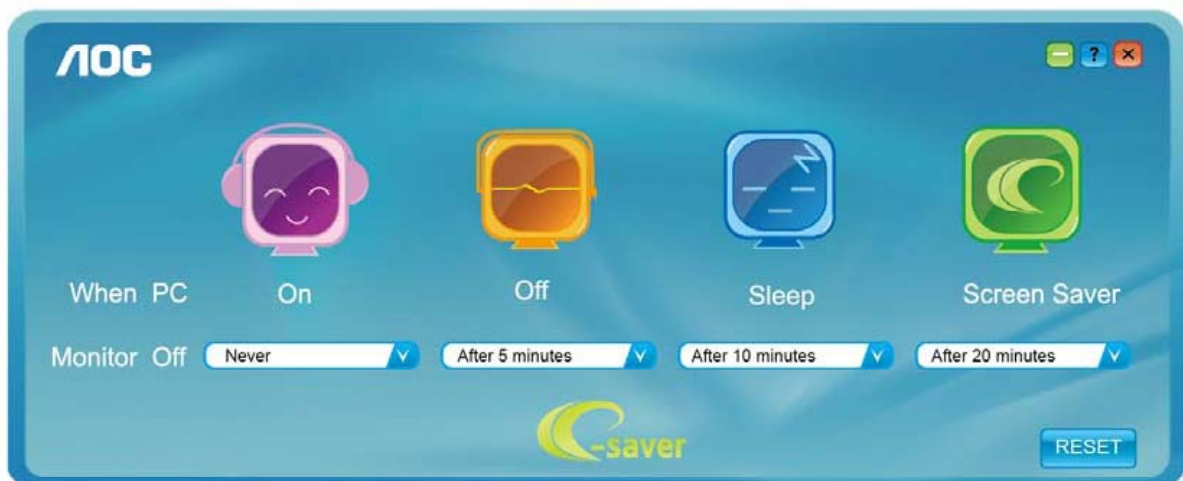 AOC
?
When PC On Off Sleep Screen Saver
Monitor Off Never After 5 minutes After 10 minutes After 20 minutes
e-saver
RESET